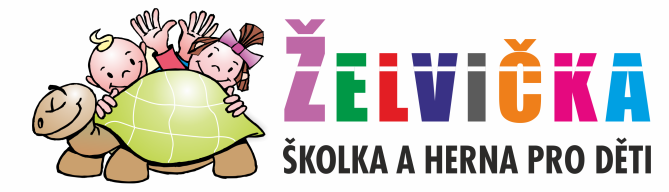 ŽELVIČKA
ŠKOLKA A HERNA PRO DĚTI